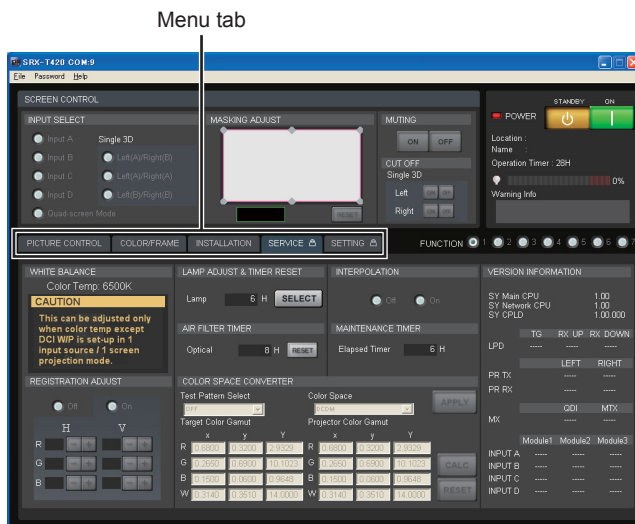 Menu tab
SRX-T420 COM:9
File Password Help
SCREEN CONTROL
INPUT SELECT
Input A Single 3D
Input B Left(A)/Right(B)
Input C Left(A)/Right(A)
Input D Left(B)/Right(B)
Quad-screen Mode
MASKING ADJUST
RESET
MUTING
ON OFF
CUT OFF
Single 3D
Left ON OFF
Right ON OFF
STANDBY ON
POWER
Location :
Name :
Operation Timer : 28H
0%
Warning Info
PICTURE CONTROL COLOR/FRAME INSTALLATION SERVICE SETTING FUNCTION 1 2 3 4 5 6 7
WHITE BALANCE
Color Temp: 6500K
CAUTION
This can be adjusted only
when color temp except
DCI W/P is set-up in 1
input source / 1 screen
projection mode.
REGISTRATION ADJUST
Off On
H V
R - + - +
G - + - +
B - + - +
LAMP ADJUST & TIMER RESET
Lamp 6 H SELECT
AIR FILTER TIMER
Optical 8 H RESET
INTERPOLATION
Off On
MAINTENANCE TIMER
Elapsed Timer 6 H
COLOR SPACE CONVERTER
Test Pattern Select Color Space
OFF DCDM APPLY
Target Color Gamut Projector Color Gamut
x y Y x y Y
R 0.6800 0.3200 2.9329 R 0.6800 0.3200 2.9329
G 0.2650 0.6900 10.1023 G 0.2650 0.6900 10.1023 CALC
B 0.1500 0.0600 0.9648 B 0.1500 0.0600 0.9648
W 0.3140 0.3510 14.0000 W 0.3140 0.3510 14.0000 RESET
VERSION INFORMATION
SY Main CPU 1.00
SY Network CPU 1.00
SY CPLD 1.00.000
TG RX UP RX DOWN
LPD ----- ----- -----
LEFT RIGHT
PR TX ----- -----
PR RX ----- -----
QDI MTX
MX ----- -----
Module1 Module2 Module3
INPUT A ----- ----- -----
INPUT B ----- ----- -----
INPUT C ----- ----- -----
INPUT D ----- ----- -----